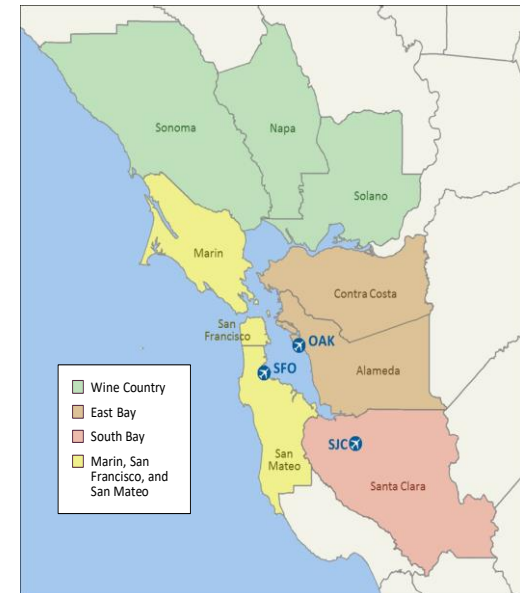 Sonoma
Napa
Solano
Marin
Contra Costa
San
Francisco
OAK
SFO
Alameda
Wine Country
East Bay
South Bay
Marin, San
Francisco, and
San Mateo
San
Mateo
SJC
Santa Clara